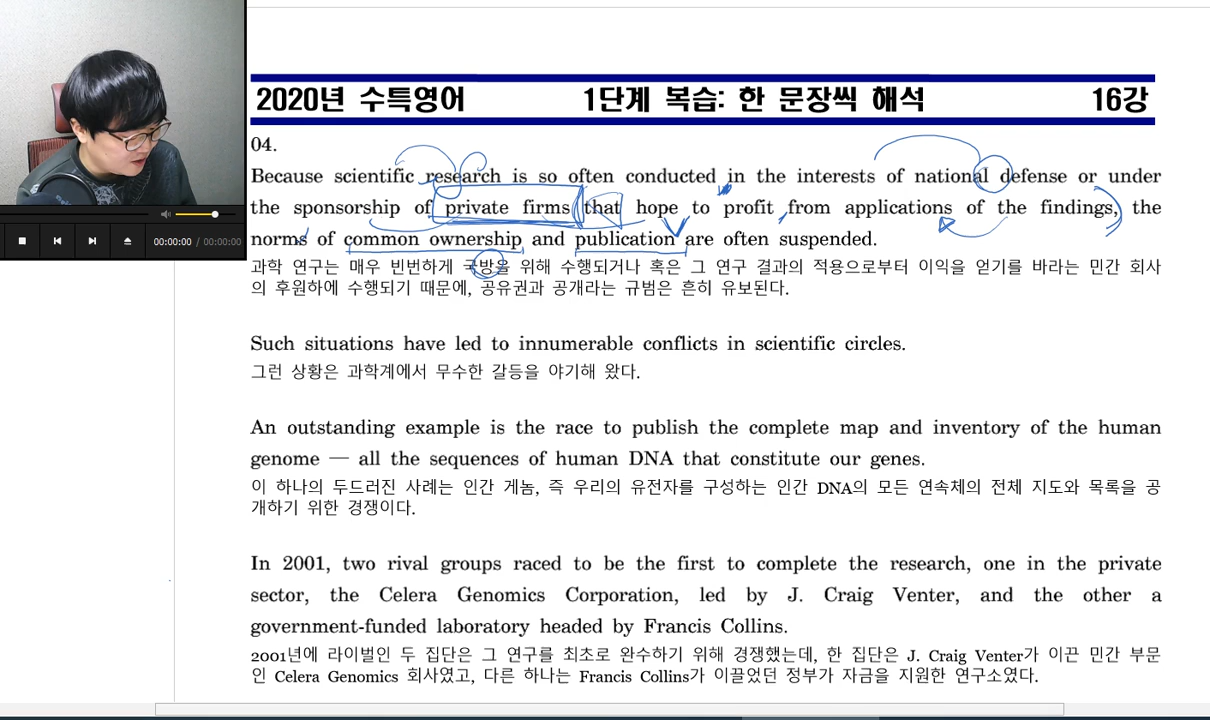 2020년 수특영어 1단계 복습: 한 문장씩 해석 16강
04.
Because scientific research is so often conducted in the interests of national defense or under
the sponsorship of private firms that hope to profit from applications of the findings, the
norms of common ownership and publication are often suspended.
과학 연구는 매우 빈번하게 국방을 위해 수행되거나 혹은 그 연구 결과의 적용으로부터 이익을 얻기를 바라는 민간 회사
의 후원하에 수행되기 때문에, 공유권과 공개라는 규범은 흔히 유보된다.
Such situations have led to innumerable conflicts in scientific circles.
그런 상황은 과학계에서 무수한 갈등을 야기해 왔다.
An outstanding example is the race to publish the complete map and inventory of the human
genome — all the sequences of human DNA that constitute our genes.
이 하나의 두드러진 사례는 인간 게놈, 즉 우리의 유전자를 구성하는 인간 DNA의 모든 연속체의 전체 지도와 목록을 공
개하기 위한 경쟁이다.
In 2001, two rival groups raced to be the first to complete the research, one in the private
sector, the Celera Genomics Corporation, led by J. Craig Venter, and the other a
government-funded laboratory headed by Francis Collins.
2001년에 라이벌인 두 집단은 그 연구를 최초로 완수하기 위해 경쟁했는데, 한 집단은 J. Craig Venter가 이끈 민간 부문
인 Celera Genomics 회사였고, 다른 하나는 Francis Collins가 이끌었던 정부가 자금을 지원한 연구소였다.
00:00:00 / 00:00:00